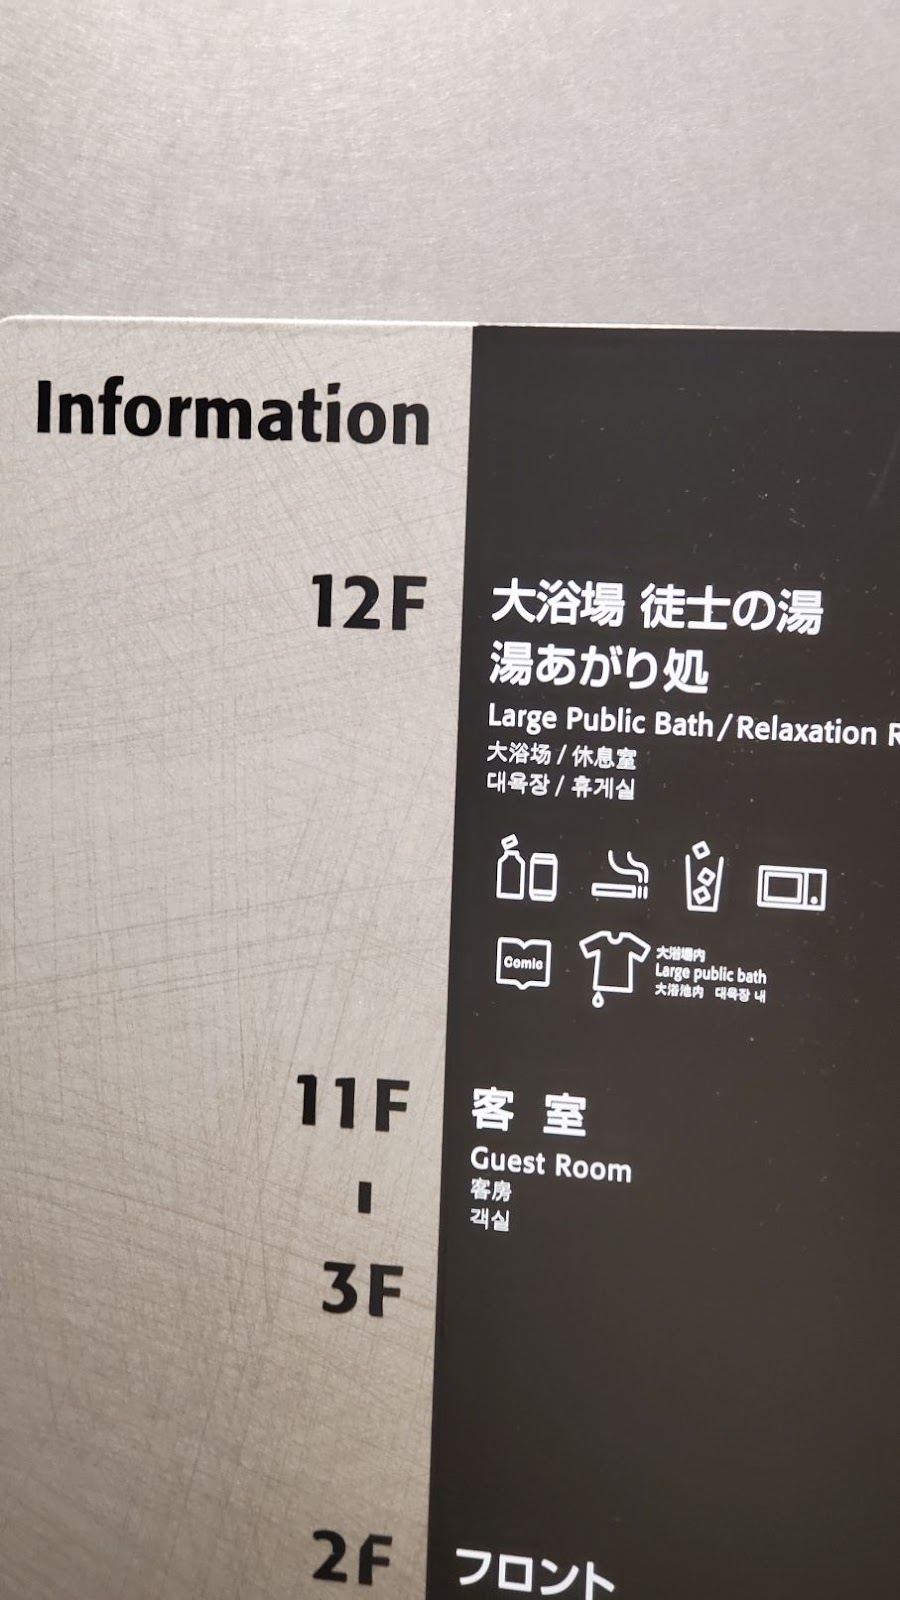 Information
12F
大浴場 徒士の湯
湯あがり処
Large Public Bath/Relaxation
大浴场/休息室
대욕장/휴게실
Comic
大浴場内
Large public bath
大浴池内 대욕장 내
11F
客室
Guest Room
客房
객실
3F
2F
フロント